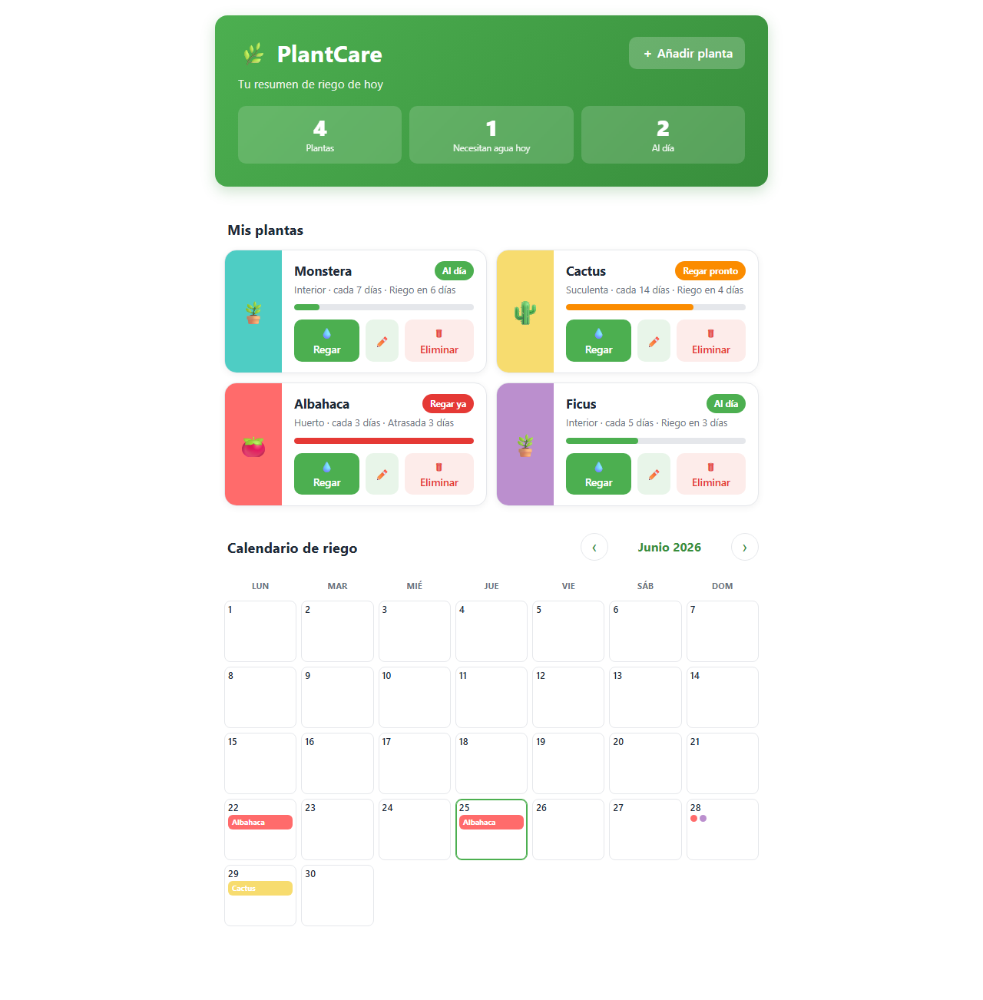 PlantCare
+ Añadir planta
Tu resumen de riego de hoy
4
Plantas
1
Necesitan agua hoy
2
Al día
Mis plantas
Monstera
Al día
Interior · cada 7 días · Riego en 6 días
Regar
Eliminar
Cactus
Regar pronto
Suculenta · cada 14 días · Riego en 4 días
Regar
Eliminar
Albahaca
Regar ya
Huerto · cada 3 días · Atrasada 3 días
Regar
Eliminar
Ficus
Al día
Interior · cada 5 días · Riego en 3 días
Regar
Eliminar
Calendario de riego
‹ Junio 2026 ›
LUN MAR MIÉ JUE VIE SÁB DOM
1 2 3 4 5 6 7
8 9 10 11 12 13 14
15 16 17 18 19 20 21
22 23 24 25 26 27 28
Albahaca Albahaca
29 30
Cactus